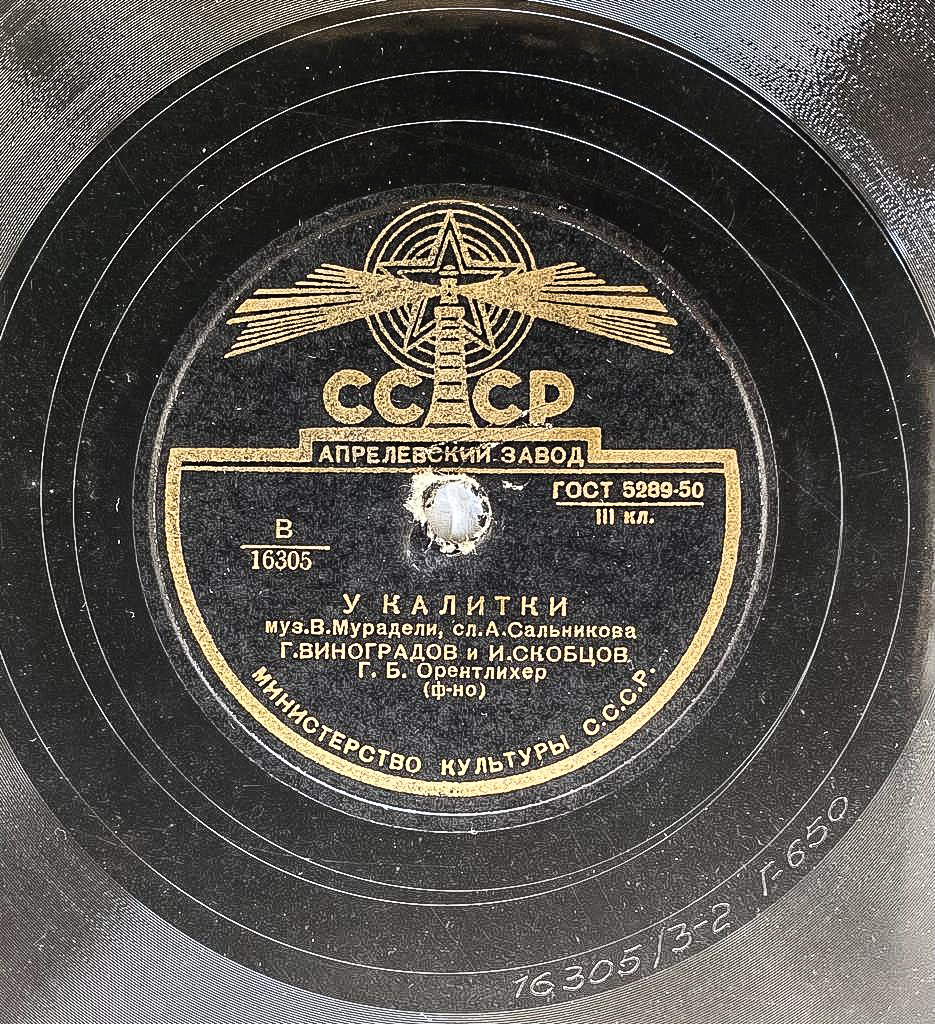 СССР
АПРЕЛЕВСКИЙ ЗАВОД
ГОСТ 5289-50
III кл.
В
16305
У КАЛИТКИ
муз.В.Мурадели, сл.А.Сальникова
Г.ВИНОГРАДОВ и И.СКОБЦОВ
Г. Б. Орентлихер
(ф-но)
МИНИСТЕРСТВО КУЛЬТУРЫ С.С.С.Р.
16305/3-2 Г-650